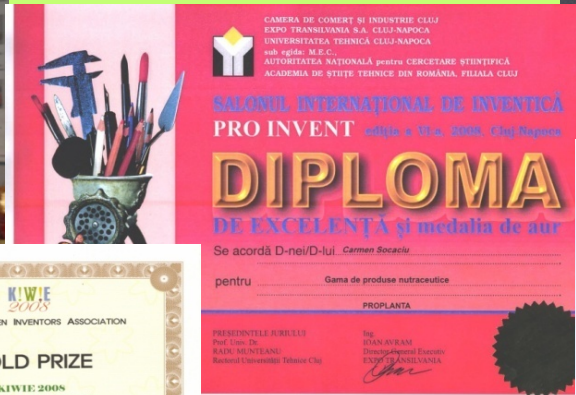 CAMERA DE COMERȚ ȘI INDUSTRIE CLUJ
EXPO TRANSILVANIA S.A. CLUJ-NAPOCA
UNIVERSITATEA TEHNICĂ CLUJ-NAPOCA
sub egida: M.E.C.,
AUTORITATEA NAȚIONALĂ pentru CERCETARE ȘTIINȚIFICĂ
ACADEMIA DE ȘTIIȚE TEHNICE DIN ROMÂNIA, FILIALA CLUJ
SALONUL INTERNAȚIONAL DE INVENTICĂ
PRO INVENT ediția a VI.a, 2008, Cluj Napoca
DIPLOMA
DE EXCELENȚĂ și medalia de aur
Se acordă D-nei/D-lui Carmen Socaciu
pentru Gama de produse nutraceutice
PROPLANTA
PREȘEDINTELE JURIULUI
Prof. Univ. Dr.
RADU MUNTEANU
Rectorul Universității Tehnice Cluj
Ing.
IOAN AVRAM
Director General Executiv
EXPO TRANSILVANIA
K!W!E
2008
EN INVENTORS ASSOCIATION
LD PRIZE
KIWIE 2008